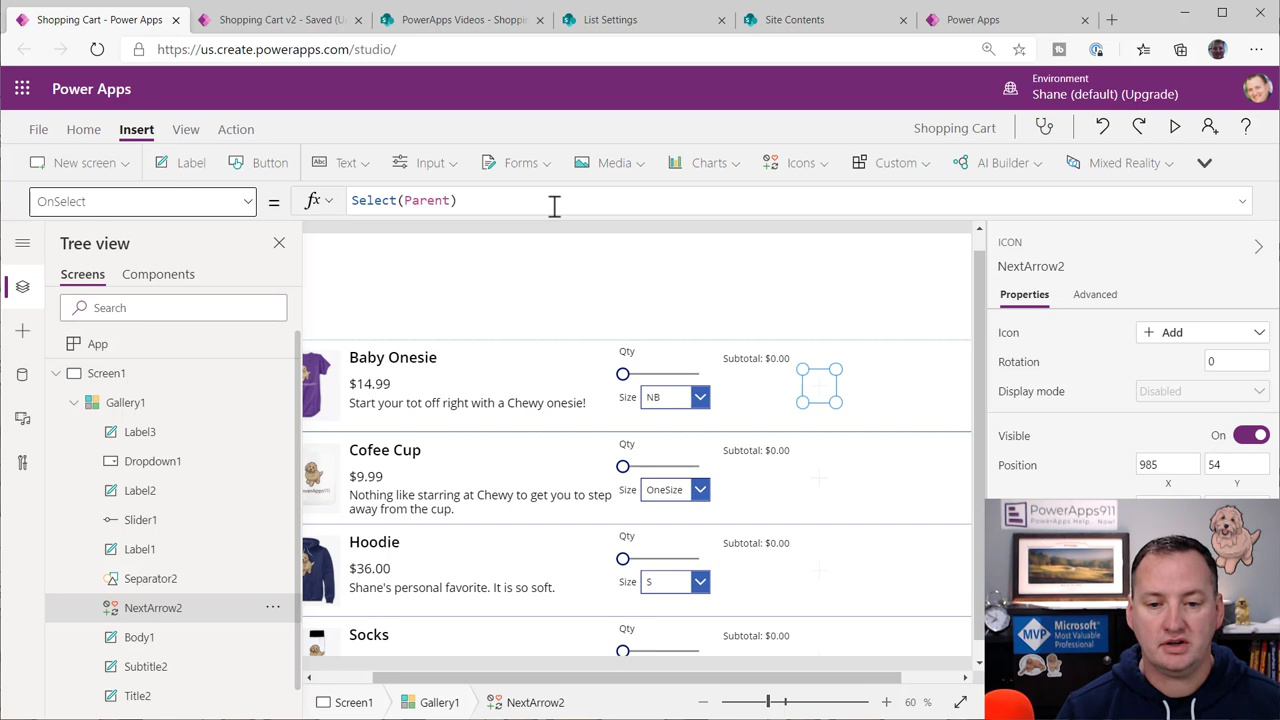 Shopping Cart - Power Apps
Shopping Cart v2 - Saved (U
PowerApps Videos - Shoppi
List Settings
Site Contents
Power Apps
https://us.create.powerapps.com/studio/
Power Apps
Environment
Shane (default) (Upgrade)
File
Home
Insert
View
Action
Shopping Cart
New screen
Label
Button
Text
Input
Forms
Media
Charts
Icons
Custom
AI Builder
Mixed Reality
OnSelect
=
fx
Select(Parent)
Tree view
Screens
Components
Search
App
Screen1
Gallery1
Label3
Dropdown1
Label2
Slider1
Label1
Separator2
NextArrow2
Body1
Subtitle2
Title2
Baby Onesie
$14.99
Start your tot off right with a Chewy onesie!
Qty
Size
NB
Subtotal: $0.00
Cofee Cup
$9.99
Nothing like starring at Chewy to get you to step
away from the cup.
Qty
Size
OneSize
Subtotal: $0.00
Hoodie
$36.00
Shane's personal favorite. It is so soft.
Qty
Size
S
Subtotal: $0.00
Socks
Qty
Subtotal: $0.00
Screen1
Gallery1
NextArrow2
60 %
ICON
NextArrow2
Properties
Advanced
Icon
Add
Rotation
0
Display mode
Disabled
Visible
On
Position
985
54
X
Y
PowerApps911
PowerApps Help... Now!
Microsoft
Most Valuable
Professional
MVP